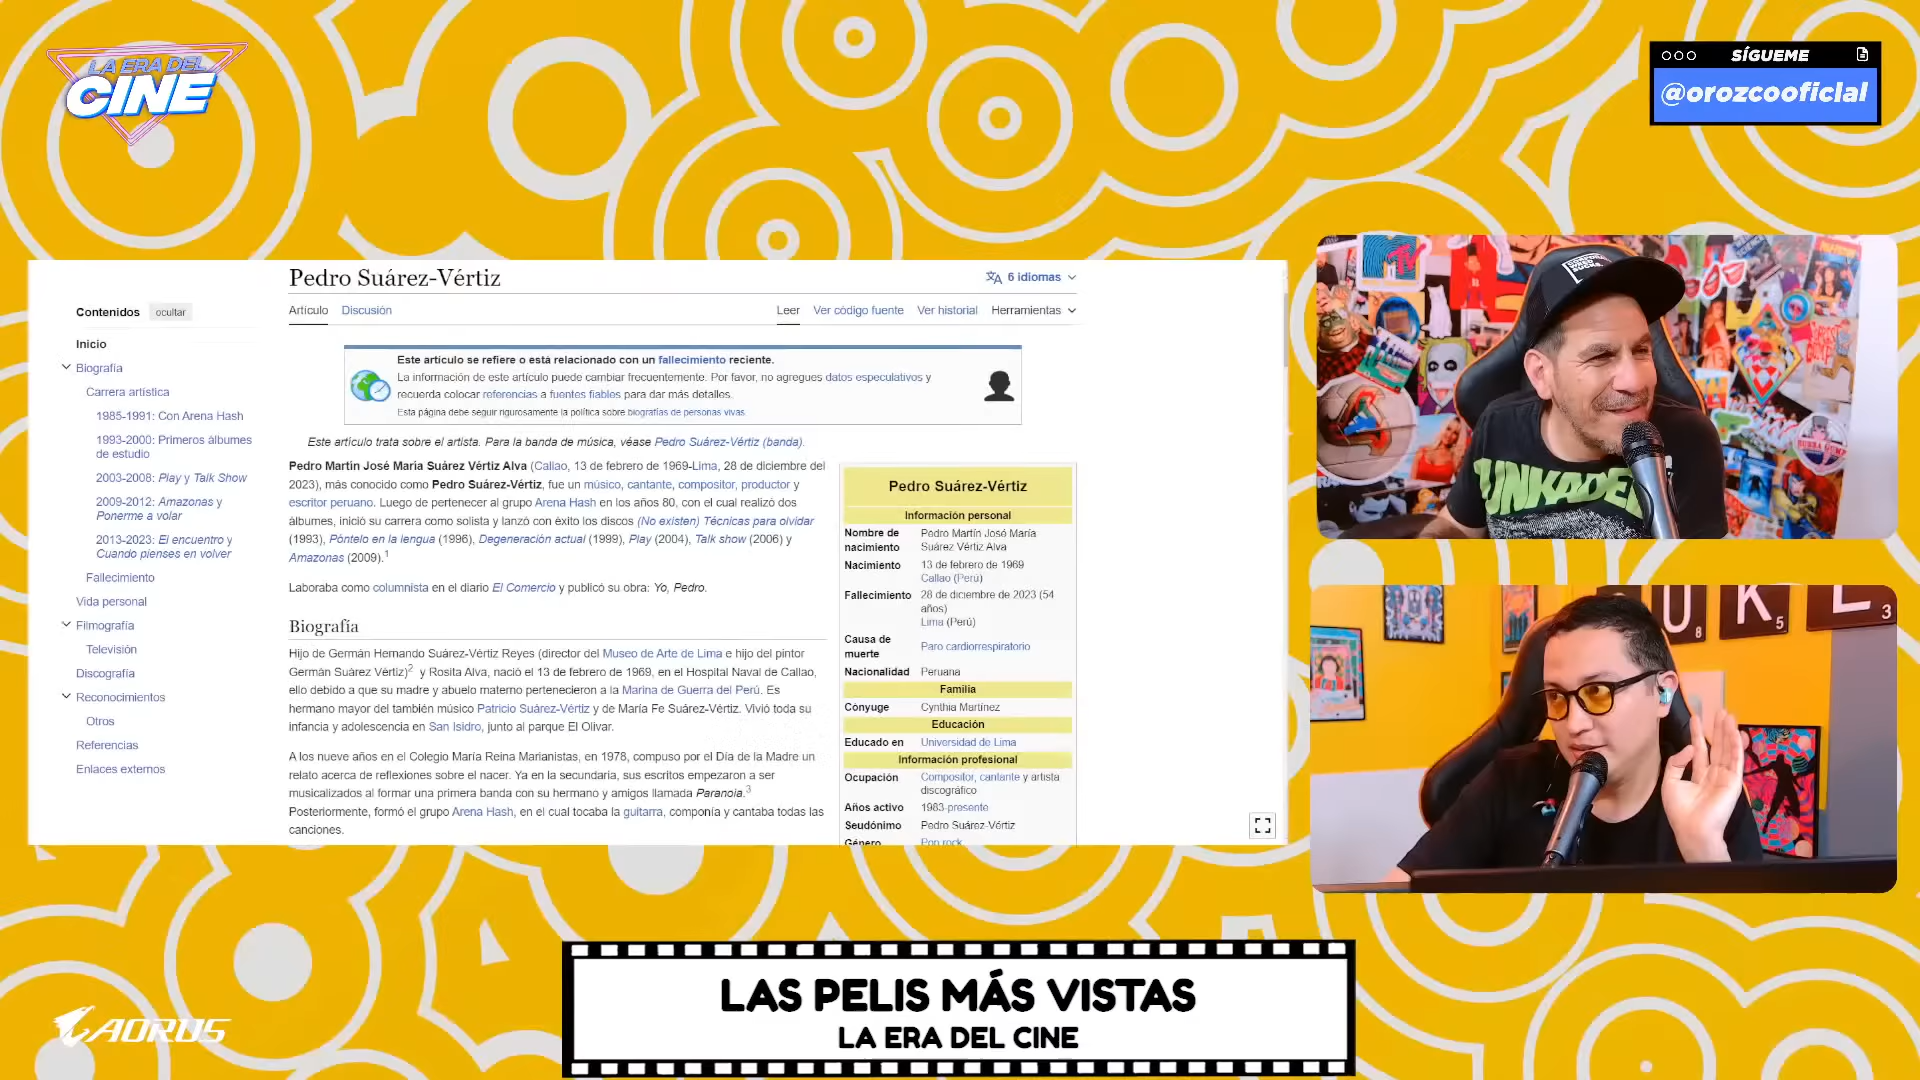 LA ERA DEL
CINE
SÍGUEME
@orozcooficial
Pedro Suárez-Vértiz
6 idiomas
Artículo Discusión Leer Ver código fuente Ver historial Herramientas
Contenidos ocultar
Inicio
Biografía
Carrera artística
1985-1991: Con Arena Hash
1993-2000: Primeros álbumes
de estudio
2003-2008: Play y Talk Show
2009-2012: Amazonas y
Ponerme a volar
2013-2023: El encuentro y
Cuando pienses en volver
Fallecimiento
Vida personal
Filmografía
Televisión
Discografía
Reconocimientos
Otros
Referencias
Enlaces externos
Este artículo se refiere o está relacionado con un fallecimiento reciente.
La información de este artículo puede cambiar frecuentemente. Por favor, no agregues datos especulativos y
recuerda colocar referencias a fuentes fiables para dar más detalles.
Esta página debe seguir rigurosamente la política sobre biografías de personas vivas.
Este artículo trata sobre el artista. Para la banda de música, véase Pedro Suárez-Vértiz (banda).
Pedro Martín José María Suárez Vértiz Alva (Callao, 13 de febrero de 1969-Lima, 28 de diciembre del
2023), más conocido como Pedro Suárez-Vértiz, fue un músico, cantante, compositor, productor y
escritor peruano. Luego de pertenecer al grupo Arena Hash en los años 80, con el cual realizó dos
álbumes, inició su carrera como solista y lanzó con éxito los discos (No existen) Técnicas para olvidar
(1993), Póntelo en la lengua (1996), Degeneración actual (1999), Play (2004), Talk show (2006) y
Amazonas (2009).1
Laboraba como columnista en el diario El Comercio y publicó su obra: Yo, Pedro.
Biografía
Hijo de Germán Hernando Suárez-Vértiz Reyes (director del Museo de Arte de Lima e hijo del pintor
Germán Suárez Vértiz)2 y Rosita Alva, nació el 13 de febrero de 1969, en el Hospital Naval de Callao,
ello debido a que su madre y abuelo materno pertenecieron a la Marina de Guerra del Perú. Es
hermano mayor del también músico Patricio Suárez-Vértiz y de María Fe Suárez-Vértiz. Vivió toda su
infancia y adolescencia en San Isidro, junto al parque El Olivar.
A los nueve años en el Colegio María Reina Marianistas, en 1978, compuso por el Día de la Madre un
relato acerca de reflexiones sobre el nacer. Ya en la secundaria, sus escritos empezaron a ser
musicalizados al formar una primera banda con su hermano y amigos llamada Paranoia.3
Posteriormente, formó el grupo Arena Hash, en el cual tocaba la guitarra, componía y cantaba todas las
canciones.
Pedro Suárez-Vértiz
Información personal
Nombre de nacimiento Pedro Martín José María
Suárez Vértiz Alva
Nacimiento 13 de febrero de 1969
Callao (Perú)
Fallecimiento 28 de diciembre de 2023 (54
años)
Lima (Perú)
Causa de muerte Paro cardiorrespiratorio
Nacionalidad Peruana
Familia
Cónyuge Cynthia Martínez
Educación
Educado en Universidad de Lima
Información profesional
Ocupación Compositor, cantante y artista
discográfico
Años activo 1983-presente
Seudónimo Pedro Suárez-Vértiz
Género Pop rock
MTV
U 8 K 5 E 3
LAS PELIS MÁS VISTAS
LA ERA DEL CINE
AORUS